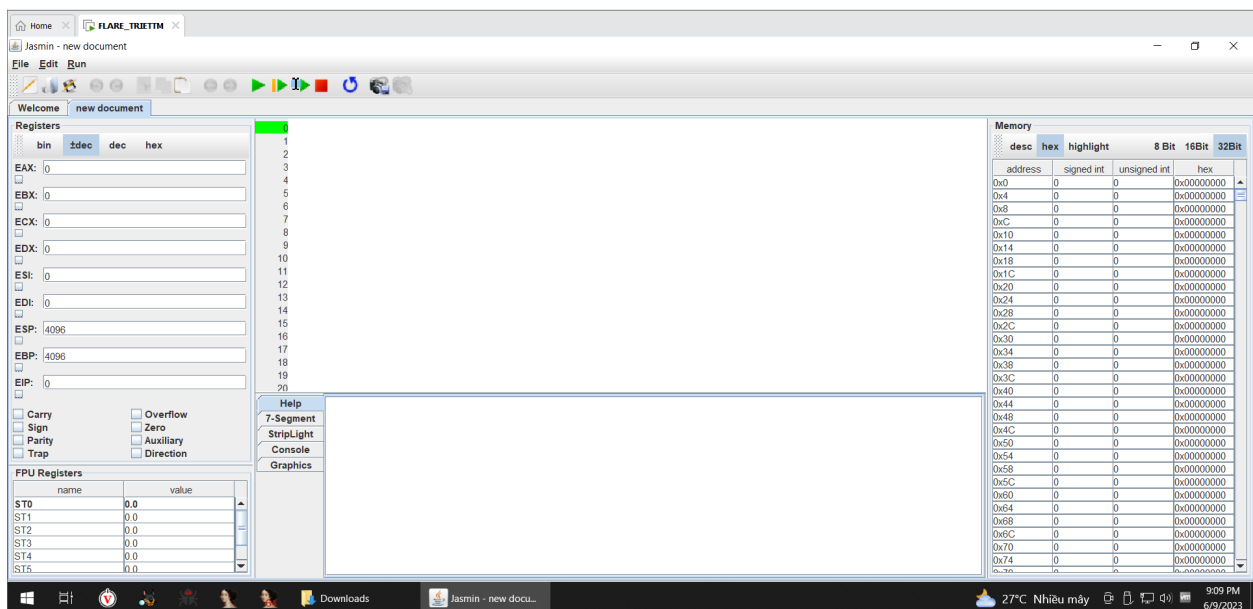 Home FLARE_TRIETTM
Jasmin - new document
File Edit Run
Welcome new document
Registers
bin ±dec dec hex
EAX: 0
EBX: 0
ECX: 0
EDX: 0
ESI: 0
EDI: 0
ESP: 4096
EBP: 4096
EIP: 0
Carry Overflow
Sign Zero
Parity Auxiliary
Trap Direction
FPU Registers
name value
ST0 0.0
ST1 0.0
ST2 0.0
ST3 0.0
ST4 0.0
ST5 0.0
0
1
2
3
4
5
6
7
8
9
10
11
12
13
14
15
16
17
18
19
20
Help
7-Segment
StripLight
Console
Graphics
Memory
desc hex highlight 8 Bit 16Bit 32Bit
address signed int unsigned int hex
0x0 0 0 0x00000000
0x4 0 0 0x00000000
0x8 0 0 0x00000000
0xC 0 0 0x00000000
0x10 0 0 0x00000000
0x14 0 0 0x00000000
0x18 0 0 0x00000000
0x1C 0 0 0x00000000
0x20 0 0 0x00000000
0x24 0 0 0x00000000
0x28 0 0 0x00000000
0x2C 0 0 0x00000000
0x30 0 0 0x00000000
0x34 0 0 0x00000000
0x38 0 0 0x00000000
0x3C 0 0 0x00000000
0x40 0 0 0x00000000
0x44 0 0 0x00000000
0x48 0 0 0x00000000
0x4C 0 0 0x00000000
0x50 0 0 0x00000000
0x54 0 0 0x00000000
0x58 0 0 0x00000000
0x5C 0 0 0x00000000
0x60 0 0 0x00000000
0x64 0 0 0x00000000
0x68 0 0 0x00000000
0x6C 0 0 0x00000000
0x70 0 0 0x00000000
0x74 0 0 0x00000000
Downloads
Jasmin - new docu...
27°C Nhiều mây
9:09 PM
6/9/2023